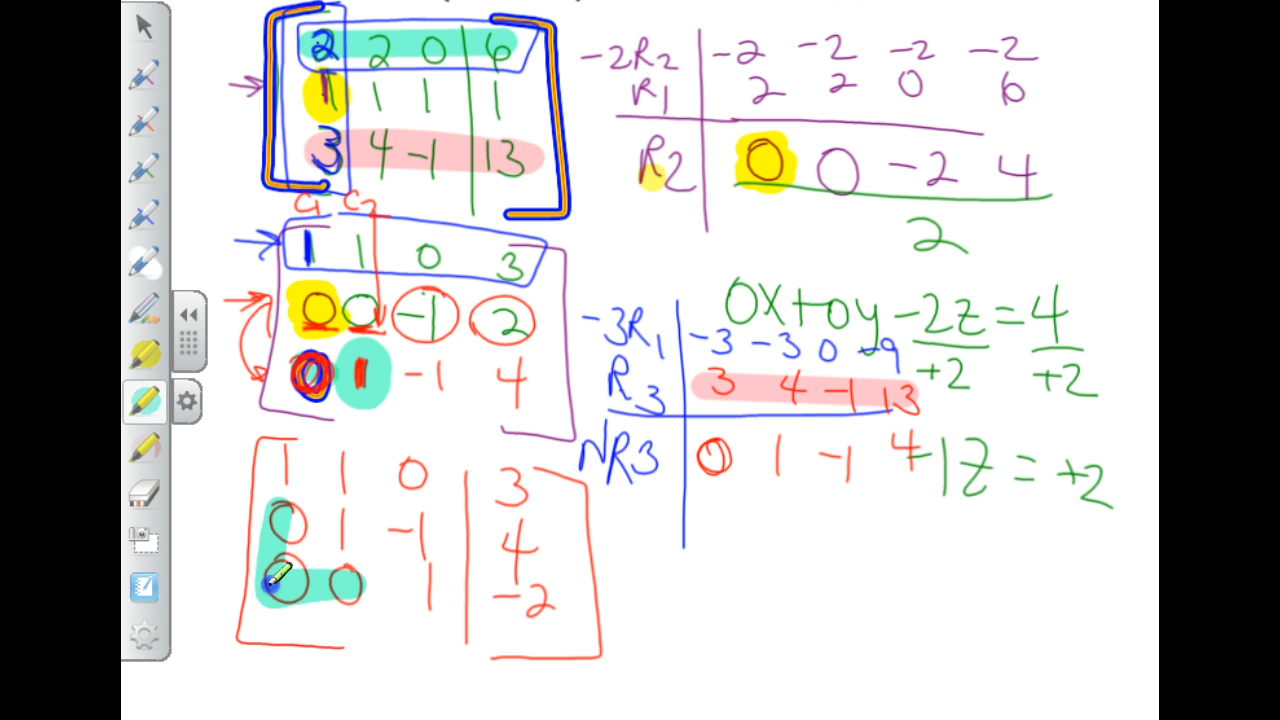 2 2 0 6
1 1 1 1
3 4 -1 13
C1 C2
1 1 0 3
0 0 -1 2
0 1 -1 4
1 1 0 3
0 1 -1 4
0 0 1 -2
-2R2 -2 -2 -2 -2
R1 2 2 0 6
R2 0 0 -2 4
2
0x+0y-2z=4
+2 +2
-3R1 -3 -3 0 -9
R3 3 4 -1 13
NR3 0 1 -1 4
-1z = +2